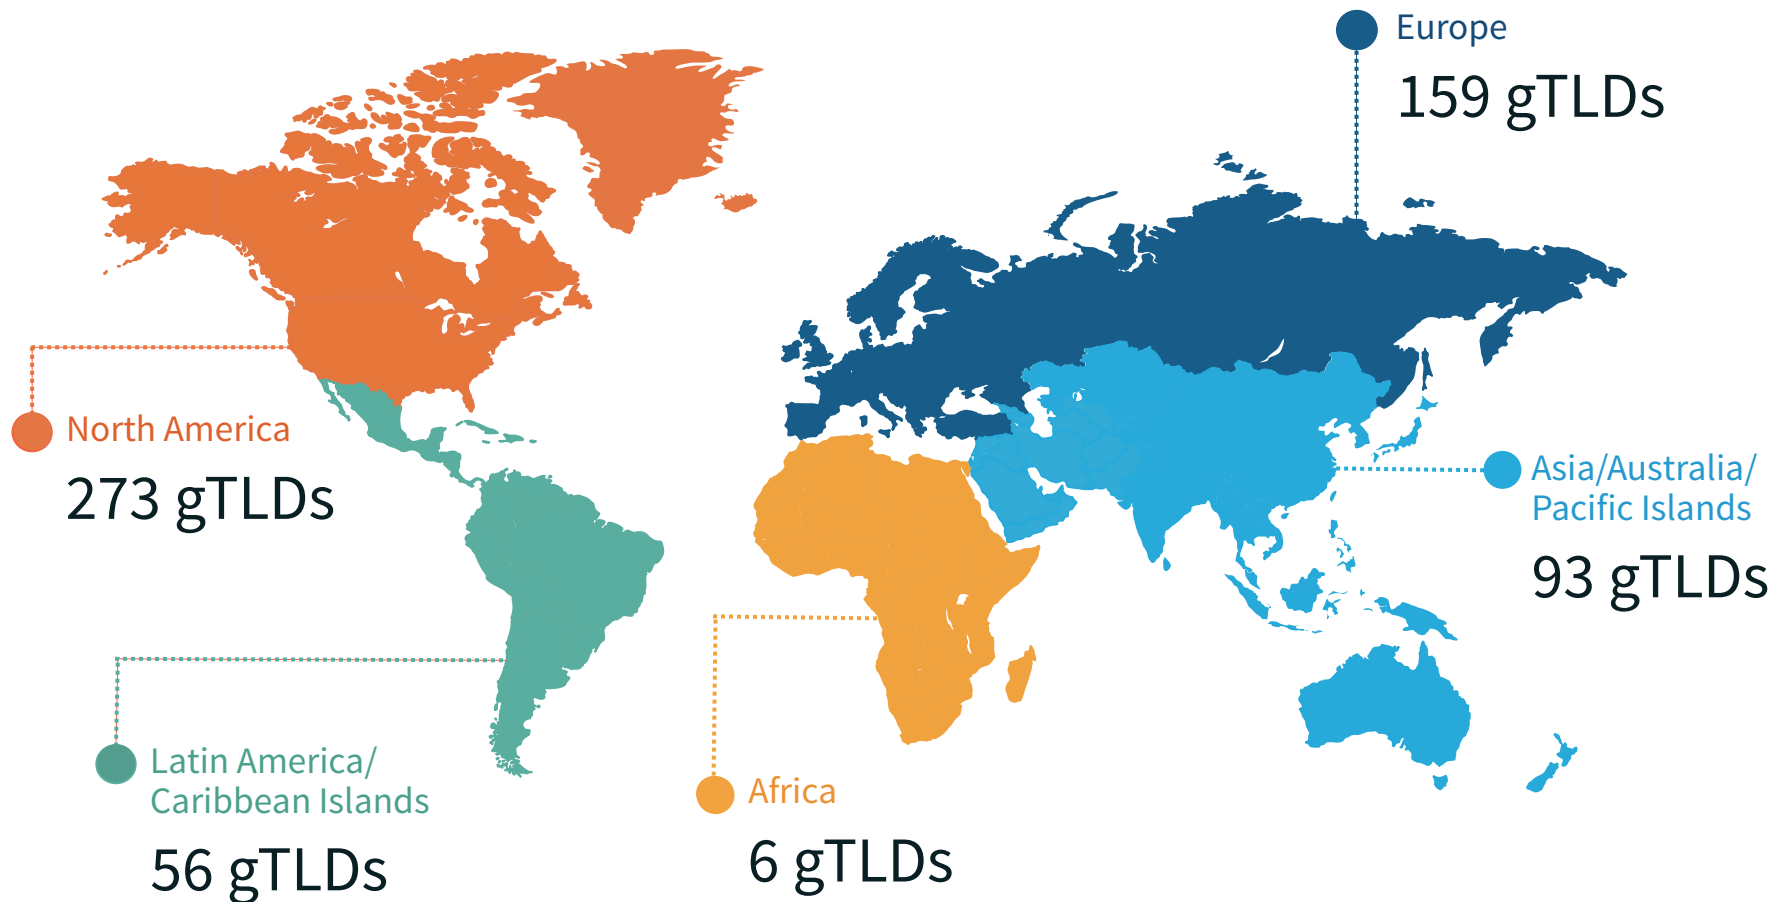 Europe
159 gTLDs
North America
273 gTLDs
Asia/Australia/
Pacific Islands
93 gTLDs
Latin America/
Caribbean Islands
56 gTLDs
Africa
6 gTLDs